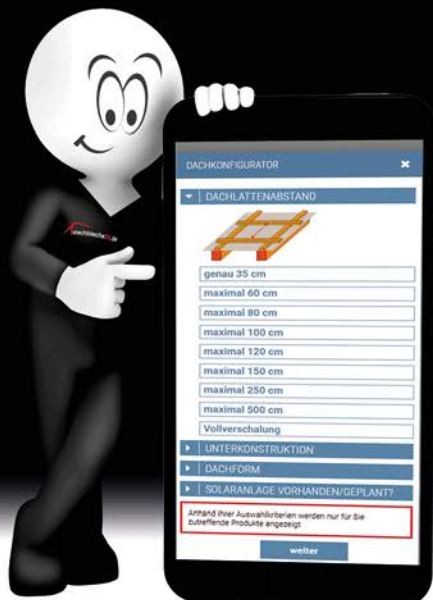 dachbleche24.de
DACHKONFIGURATOR
DACHLATTENABSTAND
genau 35 cm
maximal 60 cm
maximal 80 cm
maximal 100 cm
maximal 120 cm
maximal 150 cm
maximal 250 cm
maximal 500 cm
Vollverschalung
UNTERKONSTRUKTION
DACHFORM
SOLARANLAGE VORHANDEN/GEPLANT?
Anhand Ihrer Auswahlkriterien werden nur für Sie
zutreffende Produkte angezeigt
weiter